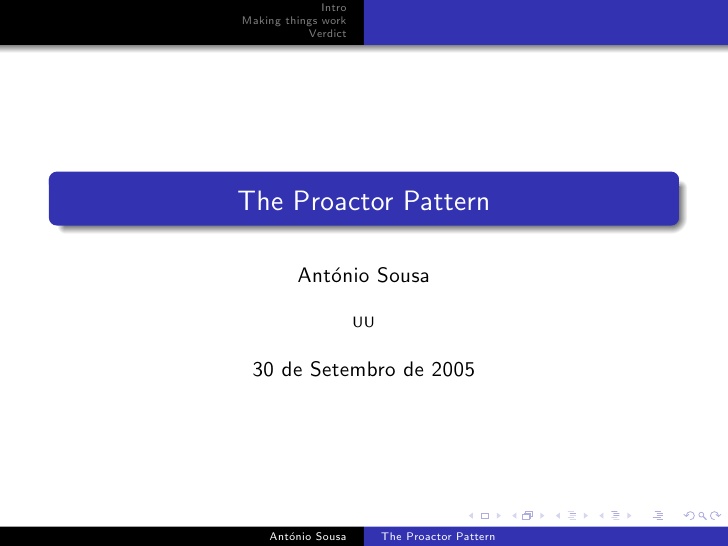 Intro
Making things work
Verdict
The Proactor Pattern
António Sousa
UU
30 de Setembro de 2005
António Sousa The Proactor Pattern